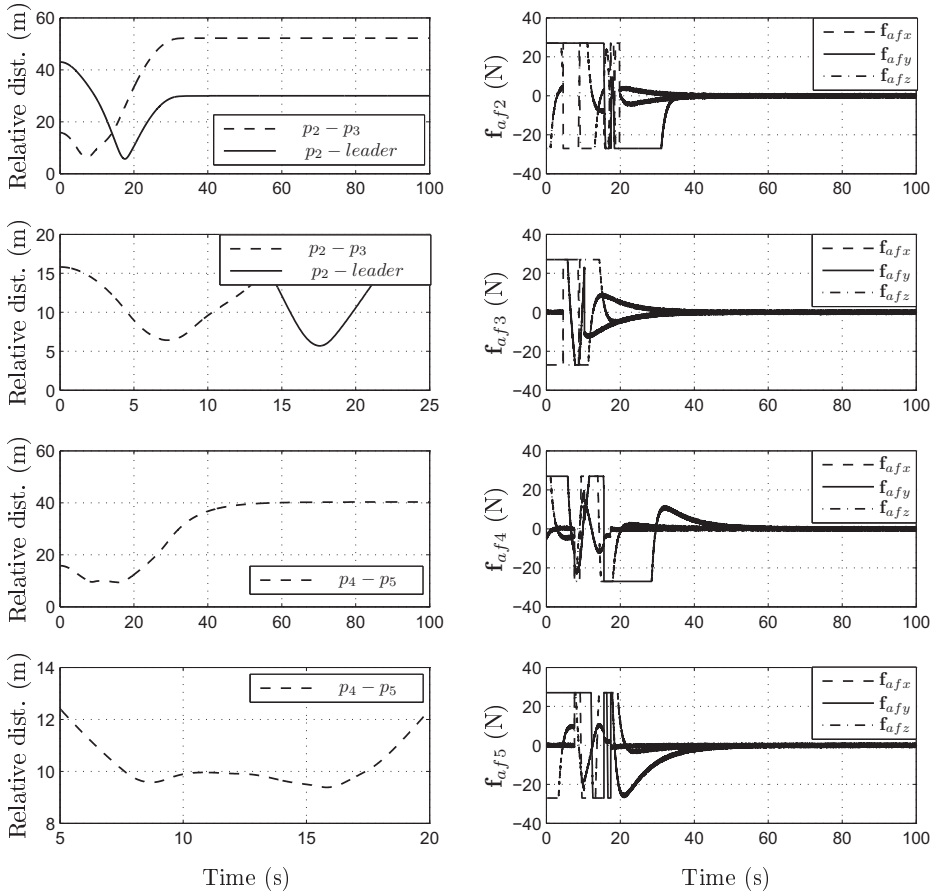 Relative dist. (m)
60
40
20
0
0 20 40 60 80 100
p2 − p3
p2 − leader
f_af2 (N)
40
20
0
−20
−40
0 20 40 60 80 100
f_afx
f_afy
f_afz
Relative dist. (m)
20
15
10
5
0
0 5 10 15 20 25
p2 − p3
p2 − leader
f_af3 (N)
40
20
0
−20
−40
0 20 40 60 80 100
f_afx
f_afy
f_afz
Relative dist. (m)
60
40
20
0
0 20 40 60 80 100
p4 − p5
f_af4 (N)
40
20
0
−20
−40
0 20 40 60 80 100
f_afx
f_afy
f_afz
Relative dist. (m)
14
12
10
8
5 10 15 20
p4 − p5
Time (s)
f_af5 (N)
40
20
0
−20
−40
0 20 40 60 80 100
f_afx
f_afy
f_afz
Time (s)